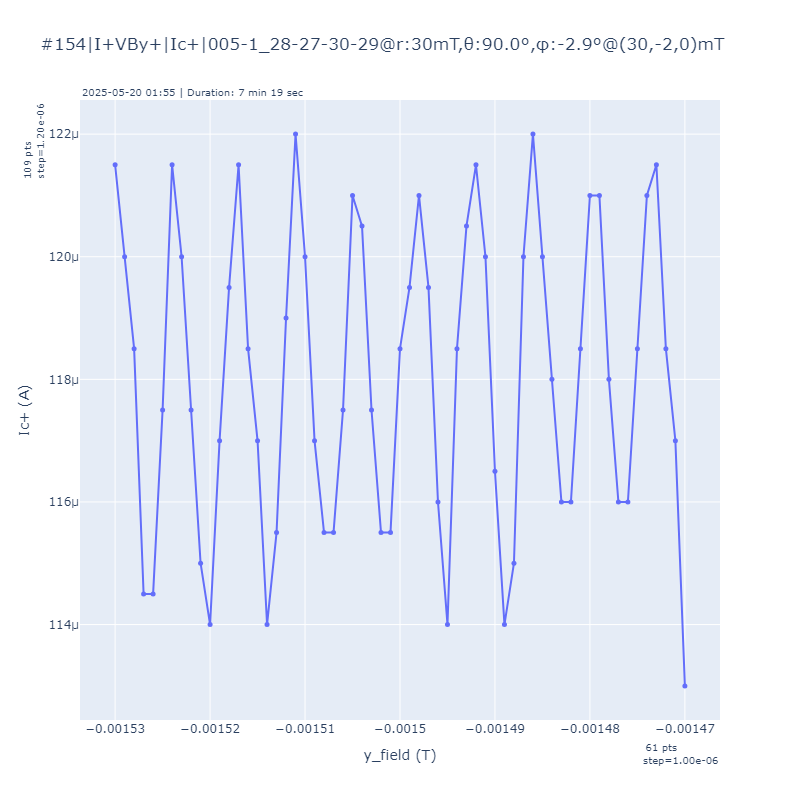 #154|I+VBy+|Ic+|005-1_28-27-30-29@r:30mT,θ:90.0°,φ:-2.9°@(30,-2,0)mT
2025-05-20 01:55 | Duration: 7 min 19 sec
109 pts
step=1.20e-06
122μ
120μ
118μ
116μ
114μ
Ic+ (A)
−0.00153
−0.00152
−0.00151
−0.0015
−0.00149
−0.00148
−0.00147
y_field (T)
61 pts
step=1.00e-06